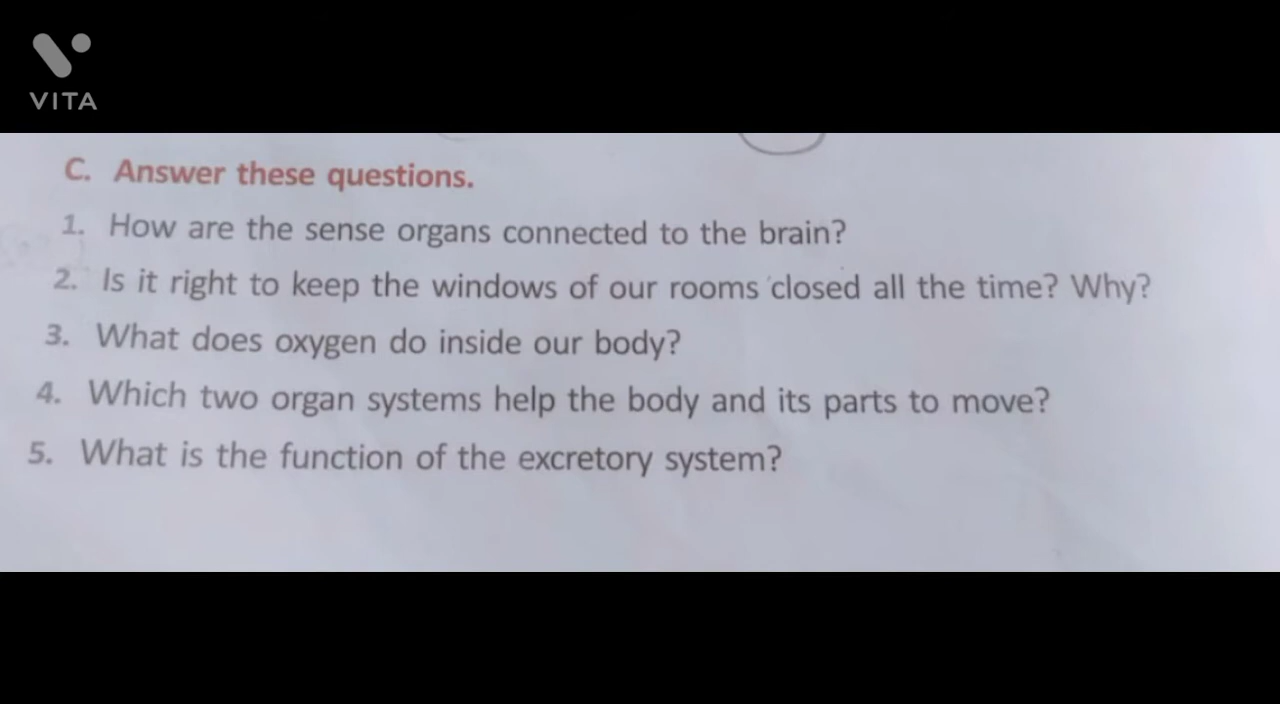 VITA
C. Answer these questions.
1. How are the sense organs connected to the brain?
2. Is it right to keep the windows of our rooms closed all the time? Why?
3. What does oxygen do inside our body?
4. Which two organ systems help the body and its parts to move?
5. What is the function of the excretory system?